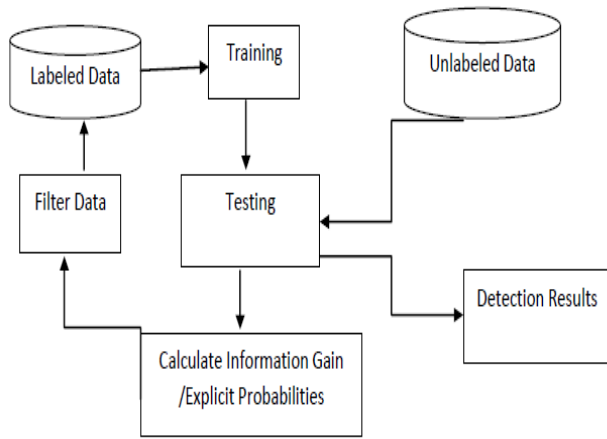 Labeled Data
Training
Unlabeled Data
Filter Data
Testing
Detection Results
Calculate Information Gain
/Explicit Probabilities